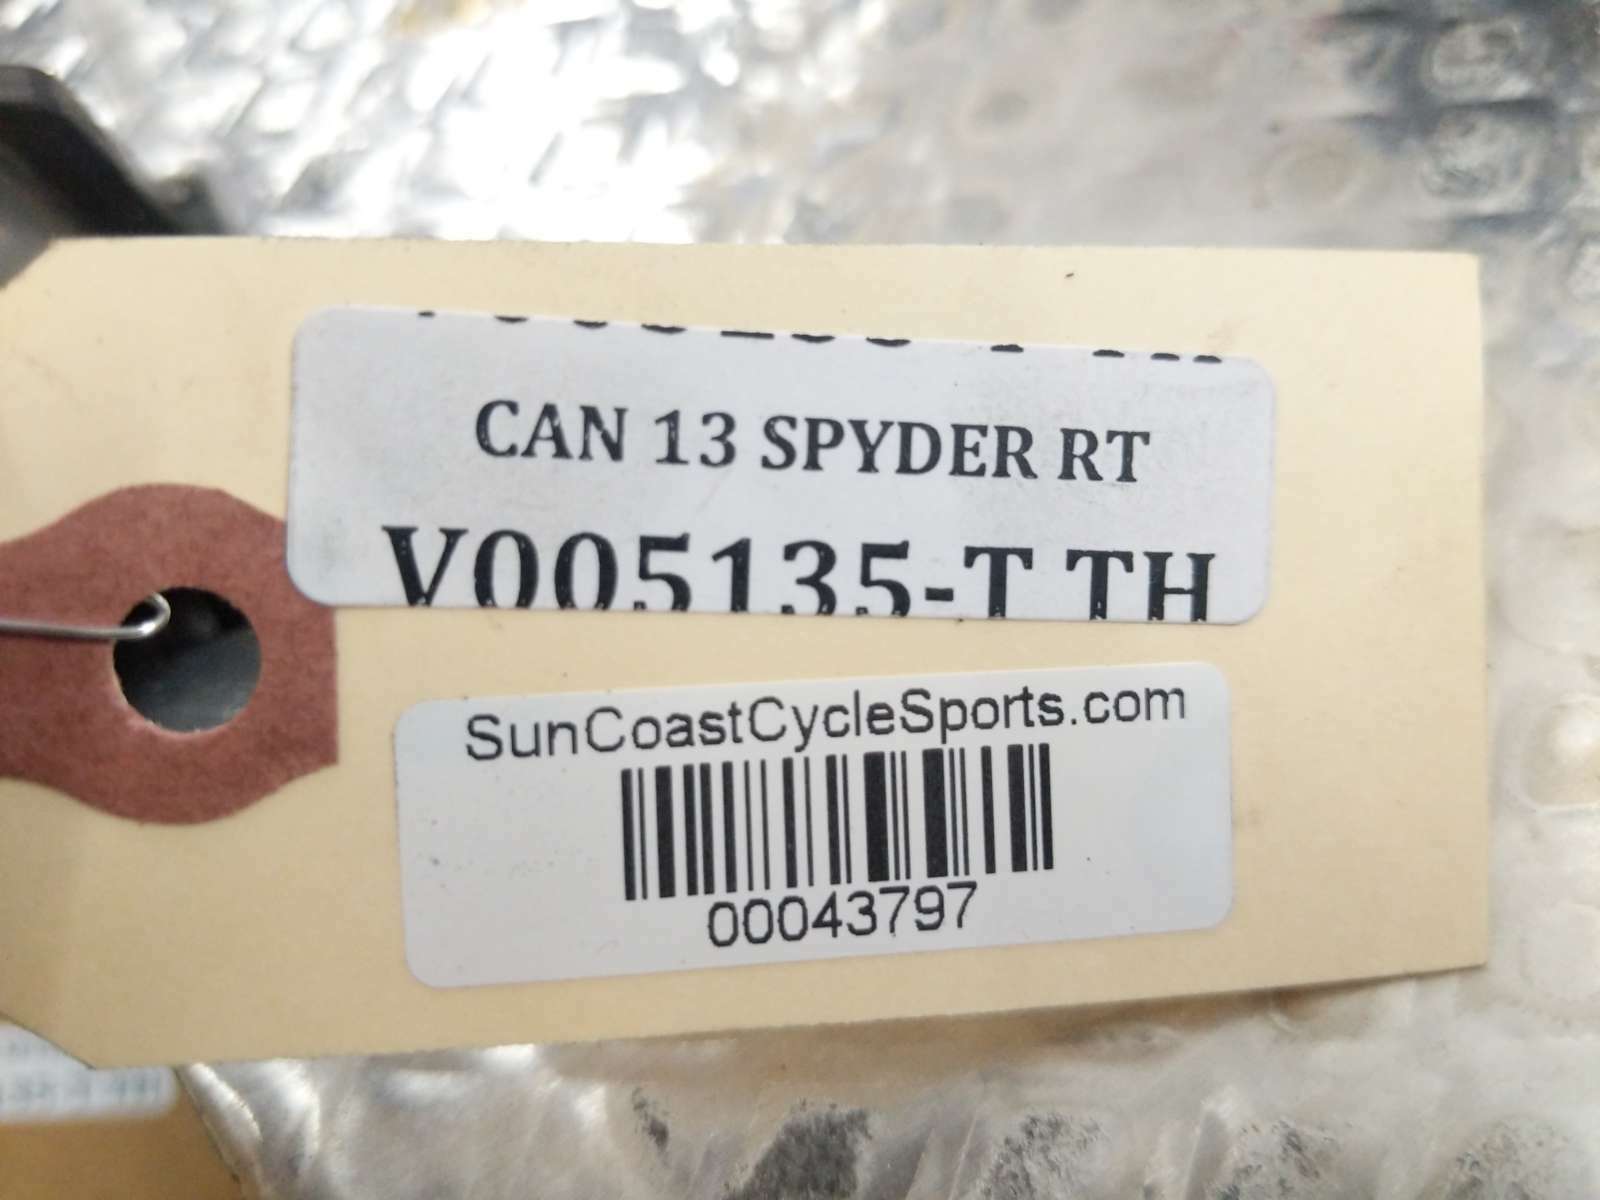 CAN 13 SPYDER RT
V005135-T TH
SunCoastCycleSports.com
00043797